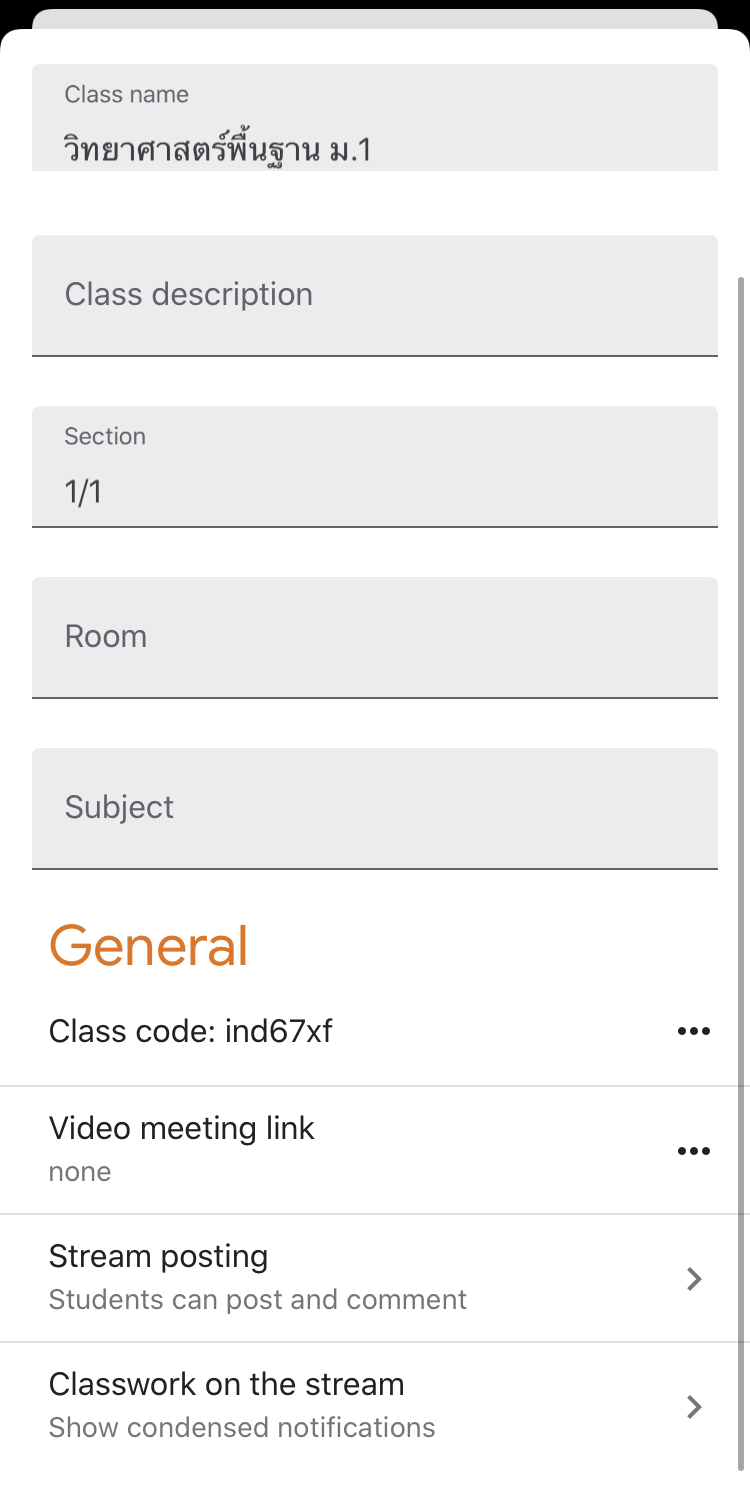 Class name
วิทยาศาสตร์พื้นฐาน ม.1
Class description
Section
1/1
Room
Subject
General
Class code: ind67xf
Video meeting link
none
Stream posting
Students can post and comment
Classwork on the stream
Show condensed notifications